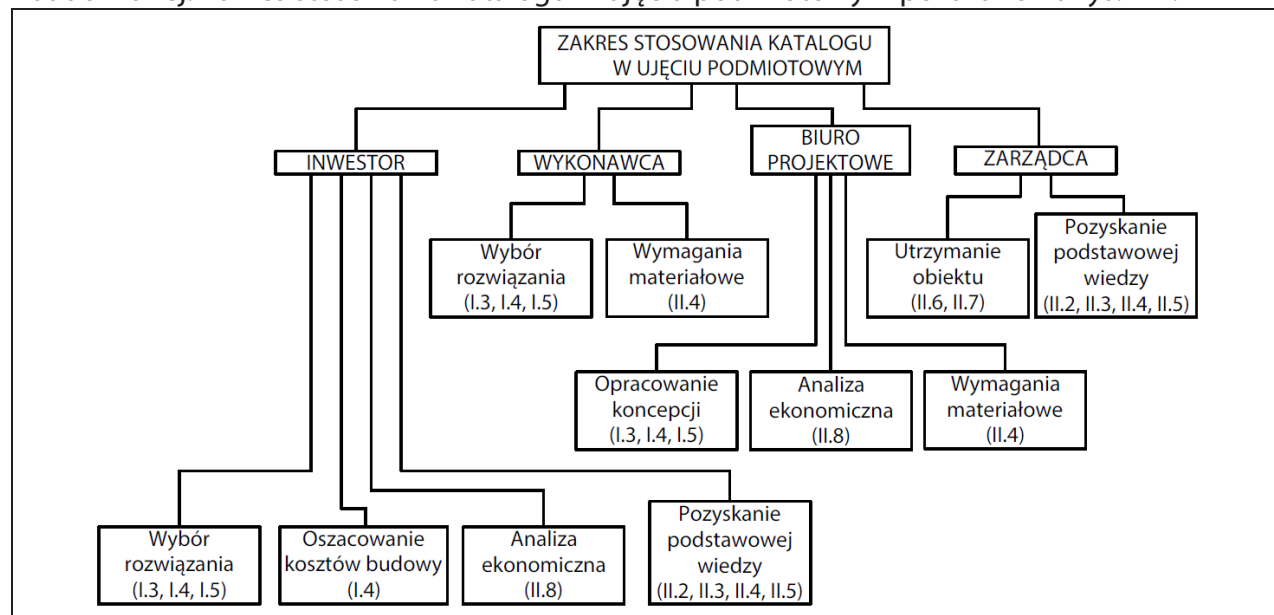 ZAKRES STOSOWANIA KATALOGU
W UJĘCIU PODMIOTOWYM
INWESTOR
WYKONAWCA
BIURO
PROJEKTOWE
ZARZĄDCA
Wybór
rozwiązania
(I.3, I.4, I.5)
Wymagania
materiałowe
(II.4)
Utrzymanie
obiektu
(II.6, II.7)
Pozyskanie
podstawowej
wiedzy
(II.2, II.3, II.4, II.5)
Opracowanie
koncepcji
(I.3, I.4, I.5)
Analiza
ekonomiczna
(II.8)
Wymagania
materiałowe
(II.4)
Wybór
rozwiązania
(I.3, I.4, I.5)
Oszacowanie
kosztów budowy
(I.4)
Analiza
ekonomiczna
(II.8)
Pozyskanie
podstawowej
wiedzy
(II.2, II.3, II.4, II.5)